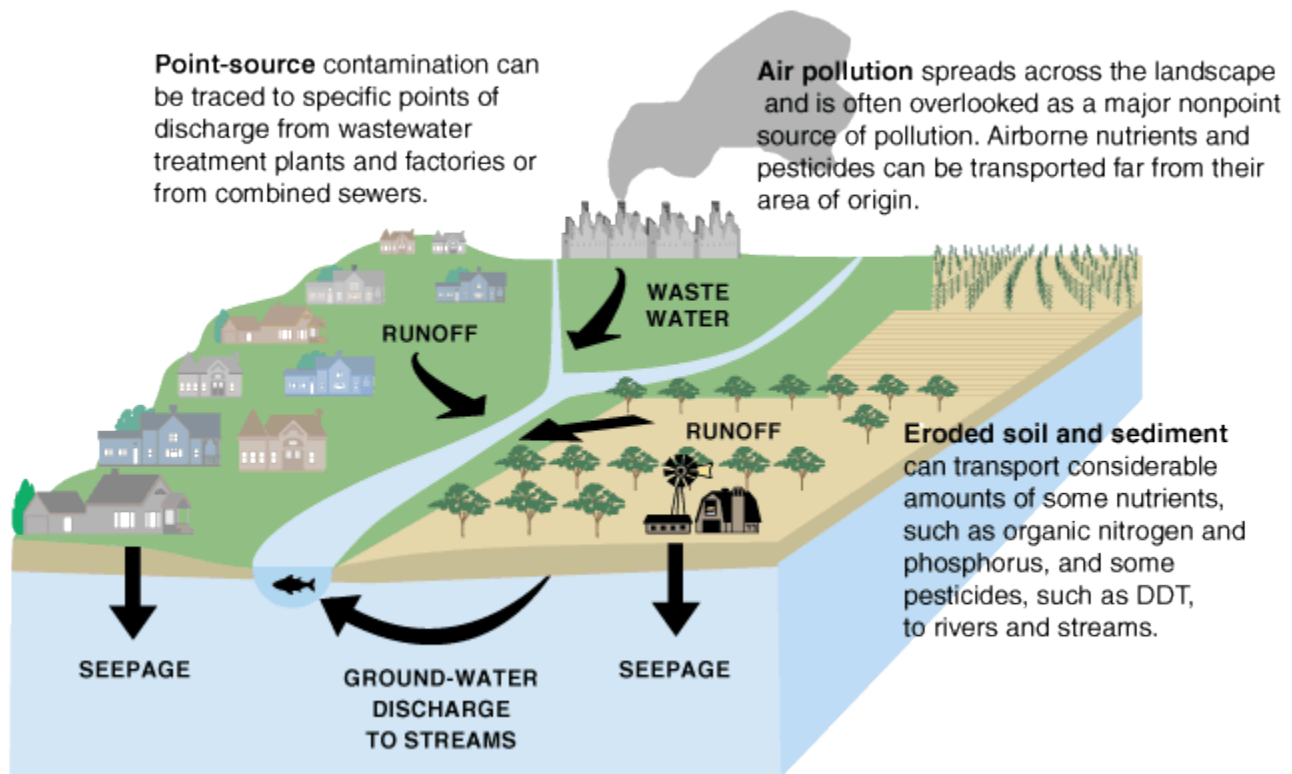 Point-source contamination can
be traced to specific points of
discharge from wastewater
treatment plants and factories or
from combined sewers.
Air pollution spreads across the landscape
and is often overlooked as a major nonpoint
source of pollution. Airborne nutrients and
pesticides can be transported far from their
area of origin.
WASTE
WATER
RUNOFF
RUNOFF
Eroded soil and sediment
can transport considerable
amounts of some nutrients,
such as organic nitrogen and
phosphorus, and some
pesticides, such as DDT,
to rivers and streams.
SEEPAGE
GROUND-WATER
DISCHARGE
TO STREAMS
SEEPAGE